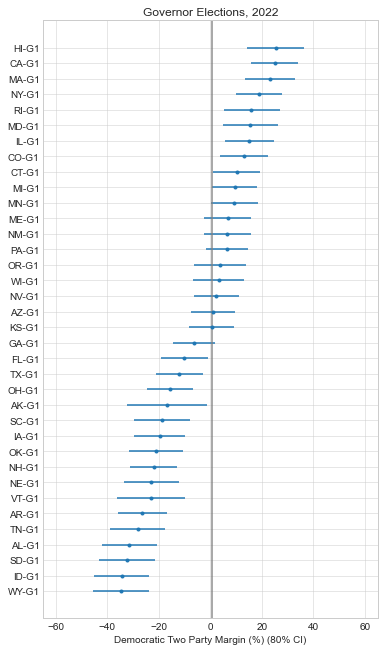 Governor Elections, 2022
HI-G1
CA-G1
MA-G1
NY-G1
RI-G1
MD-G1
IL-G1
CO-G1
CT-G1
MI-G1
MN-G1
ME-G1
NM-G1
PA-G1
OR-G1
WI-G1
NV-G1
AZ-G1
KS-G1
GA-G1
FL-G1
TX-G1
OH-G1
AK-G1
SC-G1
IA-G1
OK-G1
NH-G1
NE-G1
VT-G1
AR-G1
TN-G1
AL-G1
SD-G1
ID-G1
WY-G1
−60 −40 −20 0 20 40 60
Democratic Two Party Margin (%) (80% CI)